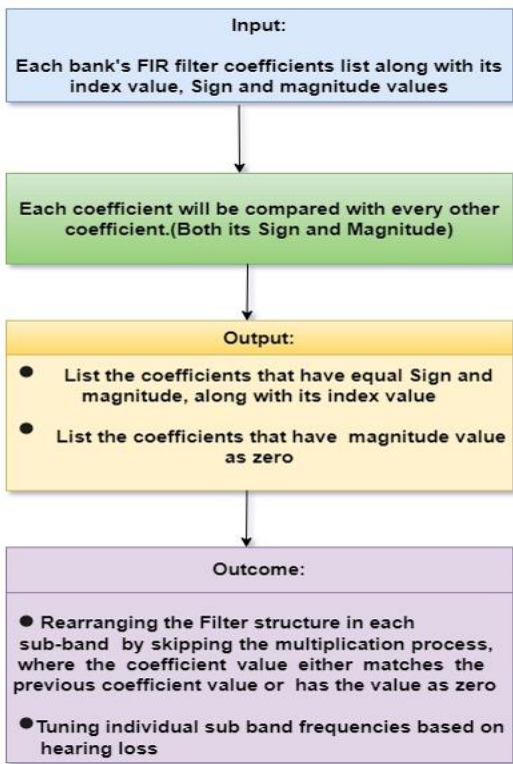 Input:
Each bank's FIR filter coefficients list along with its
index value, Sign and magnitude values
Each coefficient will be compared with every other
coefficient.(Both its Sign and Magnitude)
Output:
● List the coefficients that have equal Sign and
magnitude, along with its index value
● List the coefficients that have magnitude value
as zero
Outcome:
● Rearranging the Filter structure in each
sub-band by skipping the multiplication process,
where the coefficient value either matches the
previous coefficient value or has the value as zero
● Tuning individual sub band frequencies based on
hearing loss